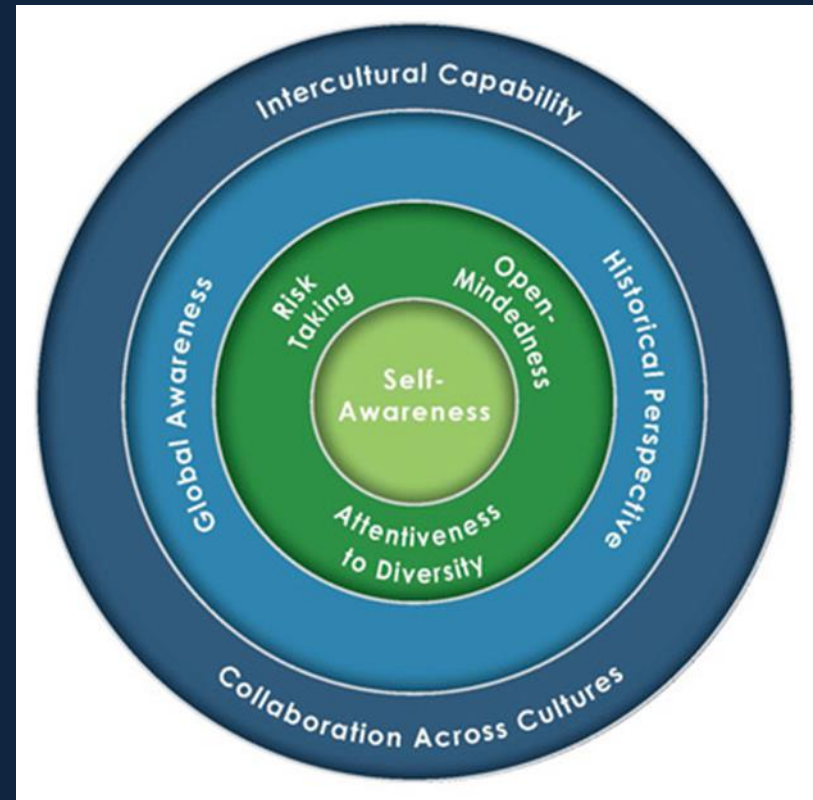 Intercultural Capability
Global Awareness
Historical Perspective
Risk
Taking
Open-
Mindedness
Self-
Awareness
Attentiveness
to Diversity
Collaboration Across Cultures